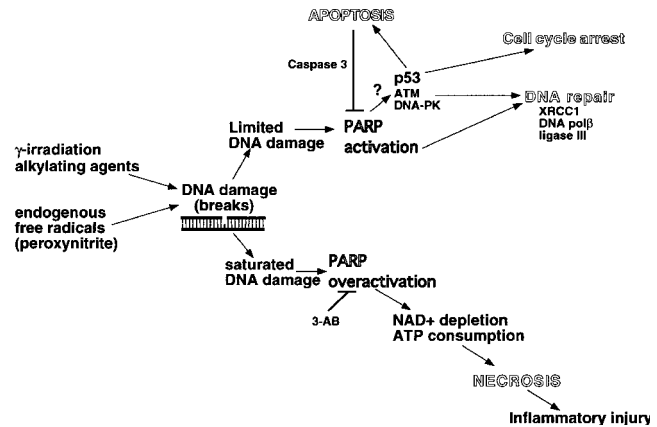 APOPTOSIS
Cell cycle arrest
Caspase 3
?
p53
ATM
DNA-PK
DNA repair
XRCC1
DNA polβ
ligase III
Limited
DNA damage
PARP
activation
γ-irradiation
alkylating agents
DNA damage
(breaks)
endogenous
free radicals
(peroxynitrite)
saturated
DNA damage
PARP
overactivation
3-AB
NAD+ depletion
ATP consumption
NECROSIS
Inflammatory injury